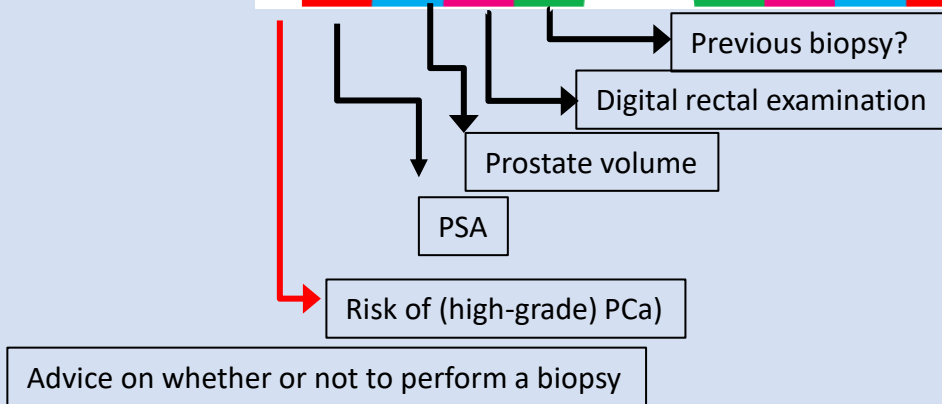 Previous biopsy?
Digital rectal examination
Prostate volume
PSA
Risk of (high-grade) PCa)
Advice on whether or not to perform a biopsy